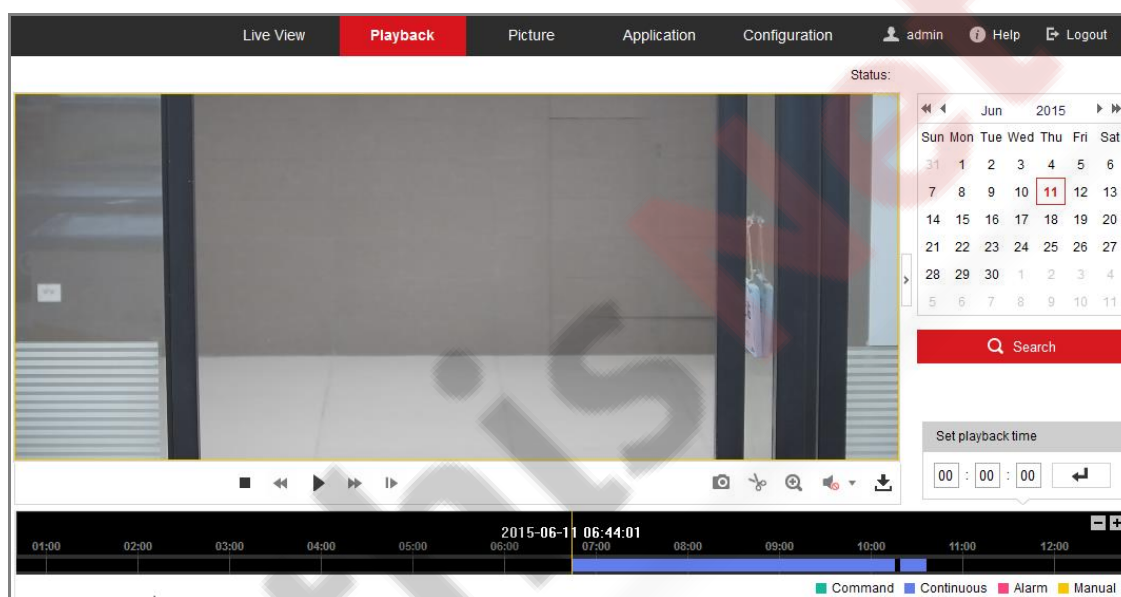 Live View Playback Picture Application Configuration admin Help Logout
Status:
Jun 2015
Sun Mon Tue Wed Thu Fri Sat
31 1 2 3 4 5 6
7 8 9 10 11 12 13
14 15 16 17 18 19 20
21 22 23 24 25 26 27
28 29 30 1 2 3 4
5 6 7 8 9 10 11
Search
Set playback time
00 : 00 : 00
2015-06-11 06:44:01
01:00 02:00 03:00 04:00 05:00 06:00 07:00 08:00 09:00 10:00 11:00 12:00
Command Continuous Alarm Manual
thisNet